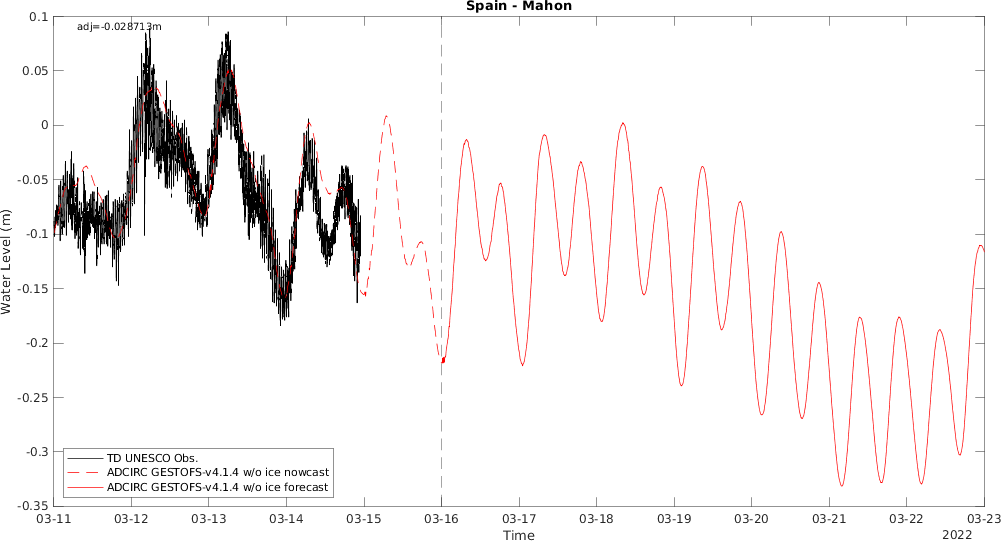 Spain - Mahon
adj=-0.028713m
0.1
0.05
0
-0.05
-0.1
-0.15
-0.2
-0.25
-0.3
-0.35
Water Level (m)
TD UNESCO Obs.
ADCIRC GESTOFS-v4.1.4 w/o ice nowcast
ADCIRC GESTOFS-v4.1.4 w/o ice forecast
03-11 03-12 03-13 03-14 03-15 03-16 03-17 03-18 03-19 03-20 03-21 03-22 03-23
Time
2022